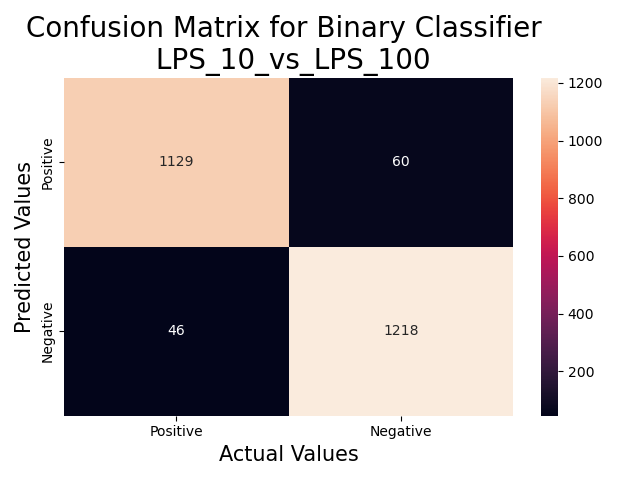 Confusion Matrix for Binary Classifier
LPS_10_vs_LPS_100
Predicted Values
Positive
Negative
1129
60
46
1218
Positive
Negative
Actual Values
1200
1000
800
600
400
200